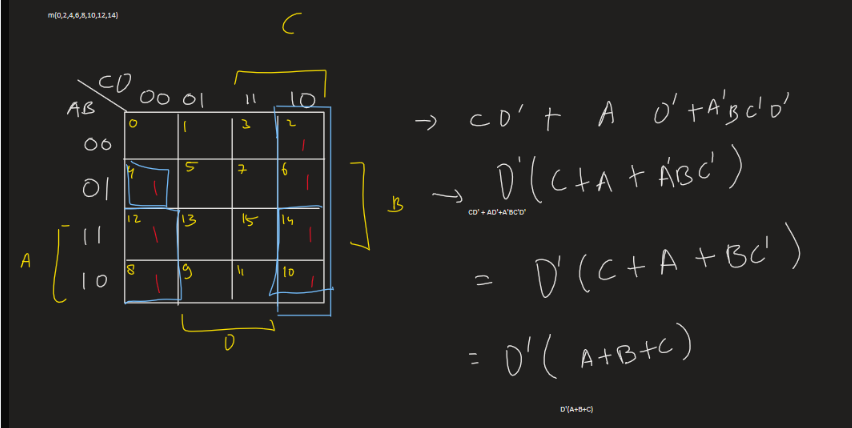 m(0,2,4,6,8,10,12,14)
C
CD
AB
00 01 11 10
0 1 3 2
00 1
4 5 7 6
01 1 1
B
12 13 15 14
A
11 1 1
8 9 11 10
10 1 1
D
→ CD' + A D' + A'BC'D'
→ D'(C+A+A'BC')
CD' + AD'+A'BC'D'
= D'(C+A+BC')
= D'(A+B+C)
D'(A+B+C)